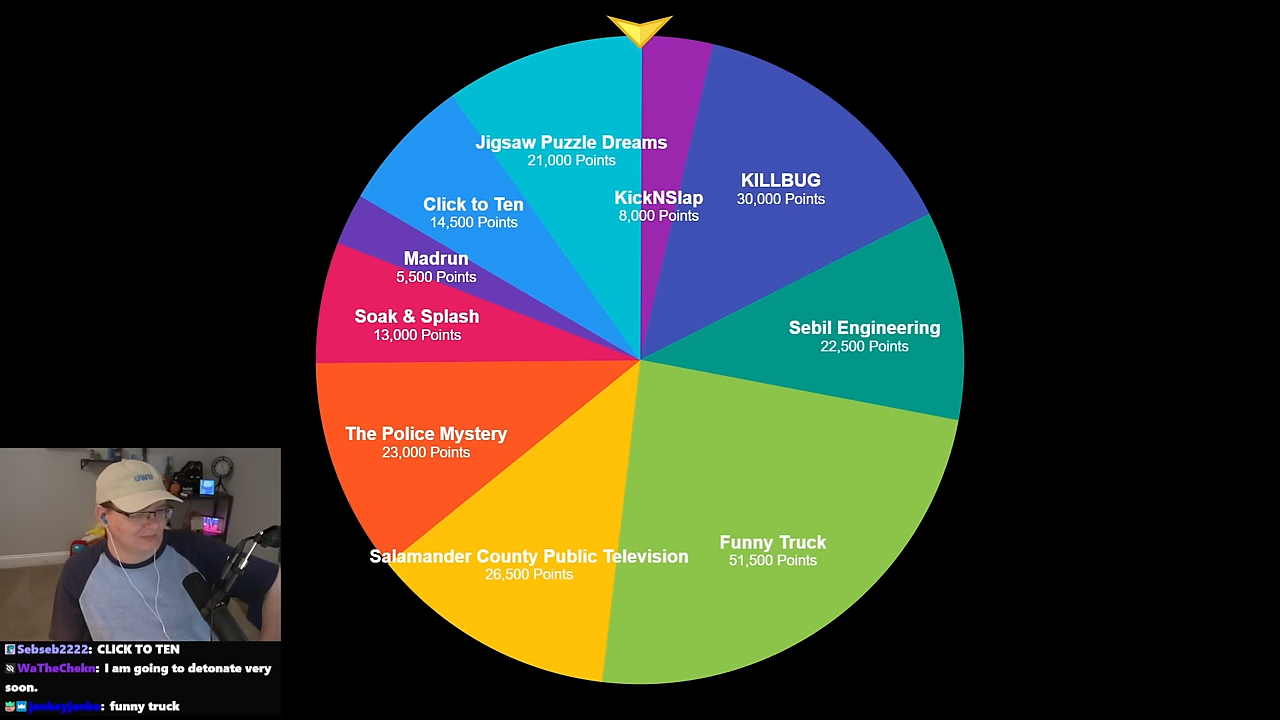 Jigsaw Puzzle Dreams
21,000 Points
KickNSlap
8,000 Points
KILLBUG
30,000 Points
Click to Ten
14,500 Points
Madrun
5,500 Points
Soak & Splash
13,000 Points
Sebil Engineering
22,500 Points
The Police Mystery
23,000 Points
Salamander County Public Television
26,500 Points
Funny Truck
51,500 Points
UWG
LIVE
Sebseb2222: CLICK TO TEN
WaTheChekn: I am going to detonate very
soon.
jankeyjanke: funny truck